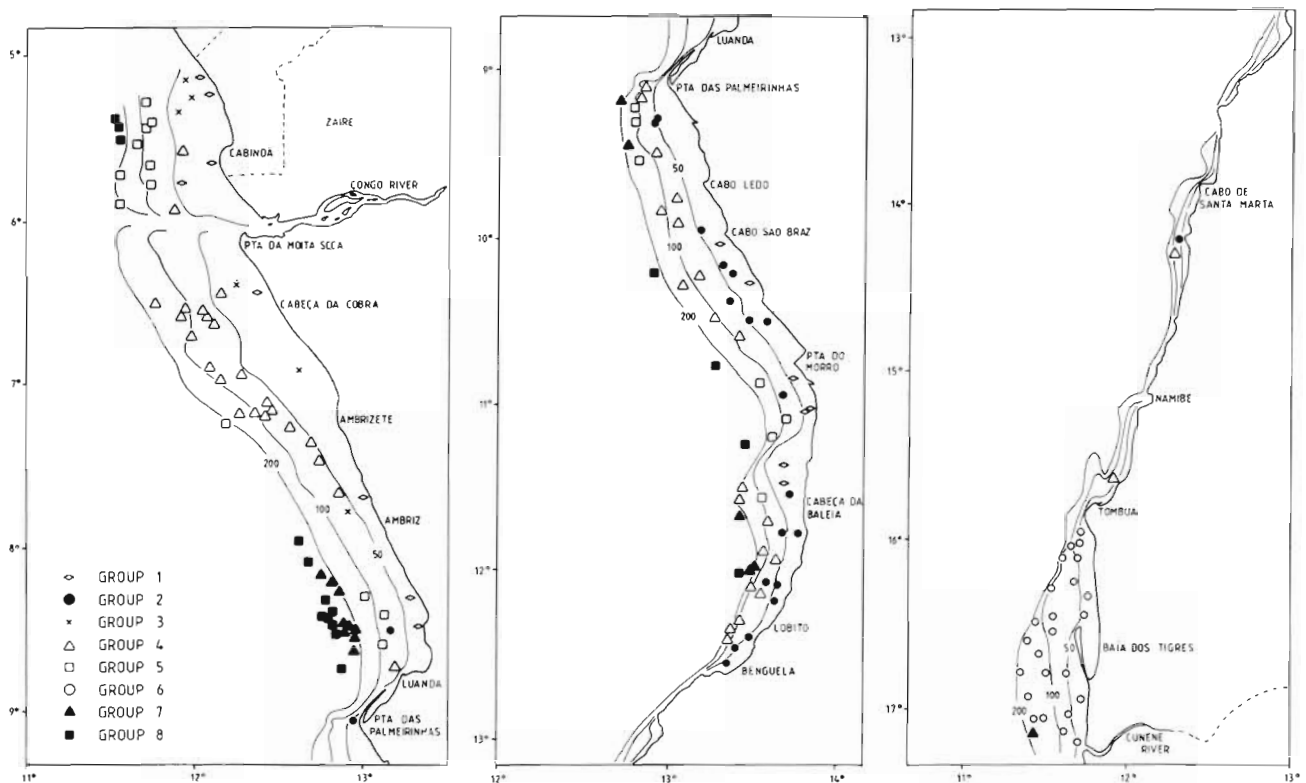 5°
6°
7°
8°
9°
11°
12°
13°
ZAIRE
CABINDA
CONGO RIVER
PTA DA MOITA SECA
CABEÇA DA COBRA
AMBRIZETE
200
100
AMBRIZ
50
LUANDA
PTA DAS
PALMEIRINHAS
GROUP 1
GROUP 2
GROUP 3
GROUP 4
GROUP 5
GROUP 6
GROUP 7
GROUP 8
9°
10°
11°
12°
13°
12°
13°
14°
LUANDA
PTA DAS PALMEIRINHAS
50
CABO LEDO
CABO SAO BRAZ
100
200
PTA DO
MORRO
CABEÇA DA
BALEIA
LOBITO
BENGUELA
13°
14°
15°
16°
17°
11°
12°
13°
CABO DE
SANTA MARTA
NAMIBE
TOMBUA
50
BAIA DOS TIGRES
100
200
CUNENE
RIVER